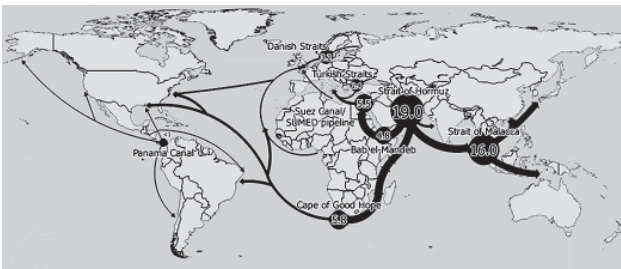 Danish Straits
Turkish Straits
Strait of Hormuz
5.5
19.0
Suez Canal/
SUMED pipeline
4.8
Strait of Malacca
16.0
Bab el-Mandeb
Panama Canal
Cape of Good Hope
5.8